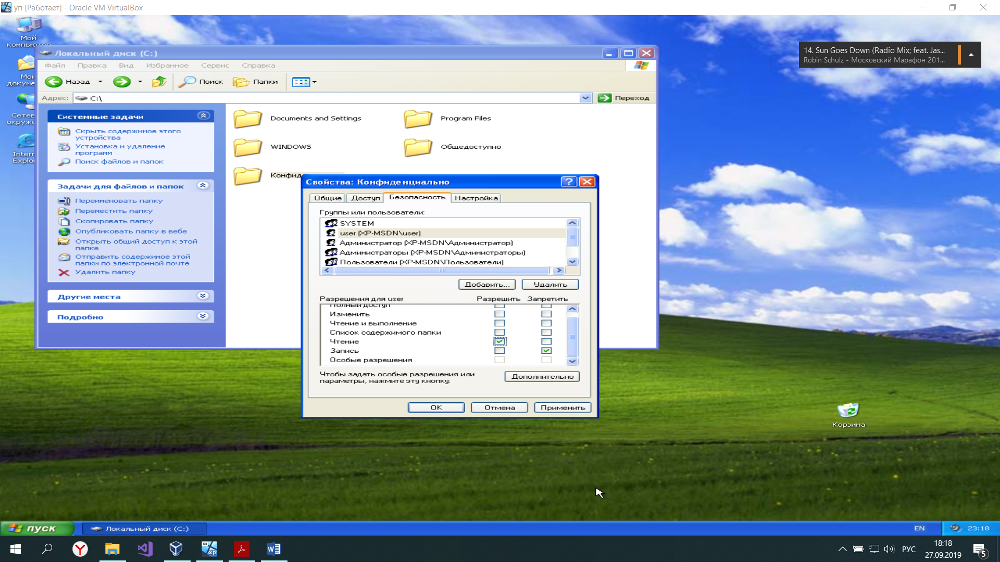 уп [Работает] - Oracle VM VirtualBox
Мой
компьютер
Локальный диск (C:)
Файл Правка Вид Избранное Сервис Справка
Назад Поиск Папки
Адрес: C:\ Переход
Мои
докуме
Сетев
окруже
Intern
Explo
Системные задачи
Скрыть содержимое этого
устройства
Установка и удаление
программ
Поиск файлов и папок
Задачи для файлов и папок
Переименовать папку
Переместить папку
Скопировать папку
Опубликовать папку в вебе
Открыть общий доступ к этой
папке
Отправить содержимое этой
папки по электронной почте
Удалить папку
Другие места
Подробно
Documents and Settings
Program Files
WINDOWS
Общедоступно
Конфид
Свойства: Конфиденциально
Общие Доступ Безопасность Настройка
Группы или пользователи:
SYSTEM
user (XP-MSDN\user)
Администратор (XP-MSDN\Администратор)
Администраторы (XP-MSDN\Администраторы)
Пользователи (XP-MSDN\Пользователи)
Добавить... Удалить
Разрешения для user Разрешить Запретить
Полный доступ
Изменить
Чтение и выполнение
Список содержимого папки
Чтение
Запись
Особые разрешения
Чтобы задать особые разрешения или
параметры, нажмите эту кнопку:
Дополнительно
OK Отмена Применить
14. Sun Goes Down (Radio Mix; feat. Jas...
Robin Schulz - Московский Марафон 201...
Корзина
пуск Локальный диск (C:) EN 23:18
64
xp
РУС
18:18
27.09.2019
5